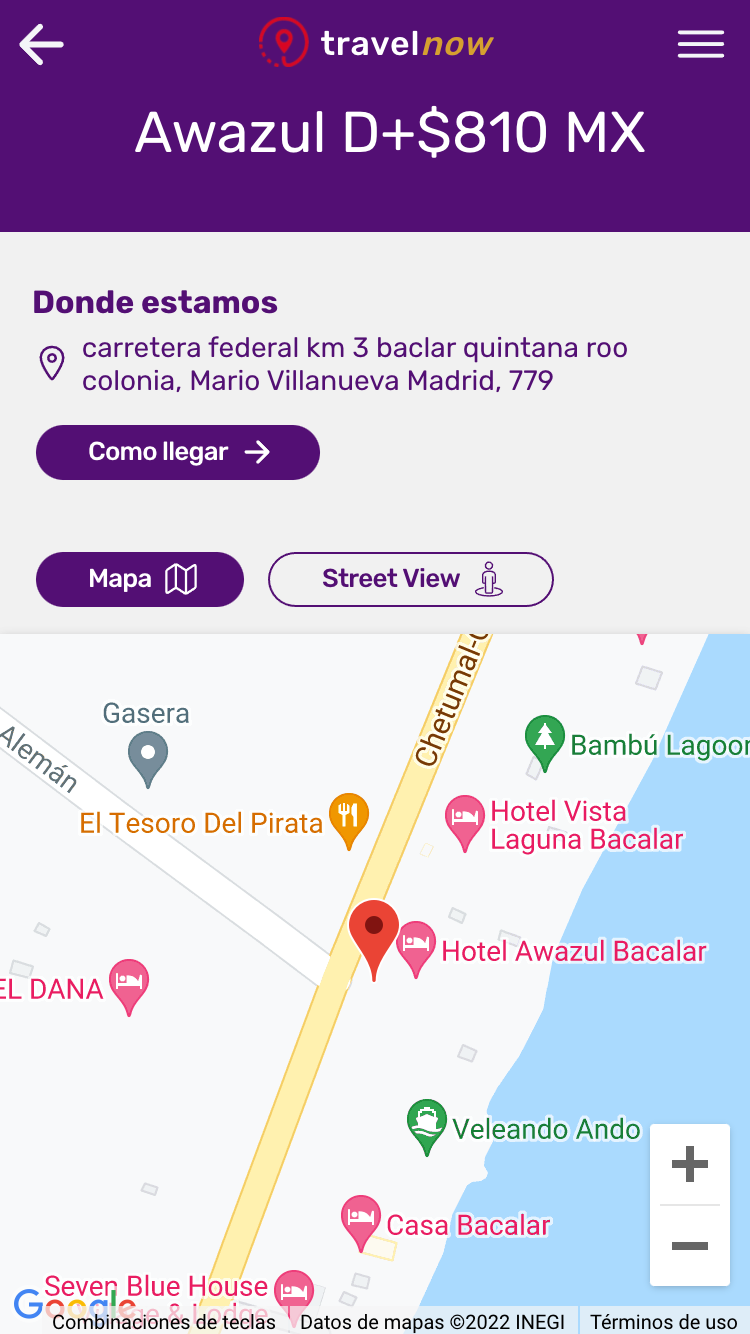 travelnow
Awazul D+$810 MX
Donde estamos
carretera federal km 3 baclar quintana roo
colonia, Mario Villanueva Madrid, 779
Como llegar
Mapa
Street View
Chetumal-
Gasera
Alemán
Bambú Lagoon
El Tesoro Del Pirata
Hotel Vista
Laguna Bacalar
Hotel Awazul Bacalar
EL DANA
Veleando Ando
Casa Bacalar
Seven Blue House
& Lodge
Google
Combinaciones de teclas
Datos de mapas ©2022 INEGI
Términos de uso